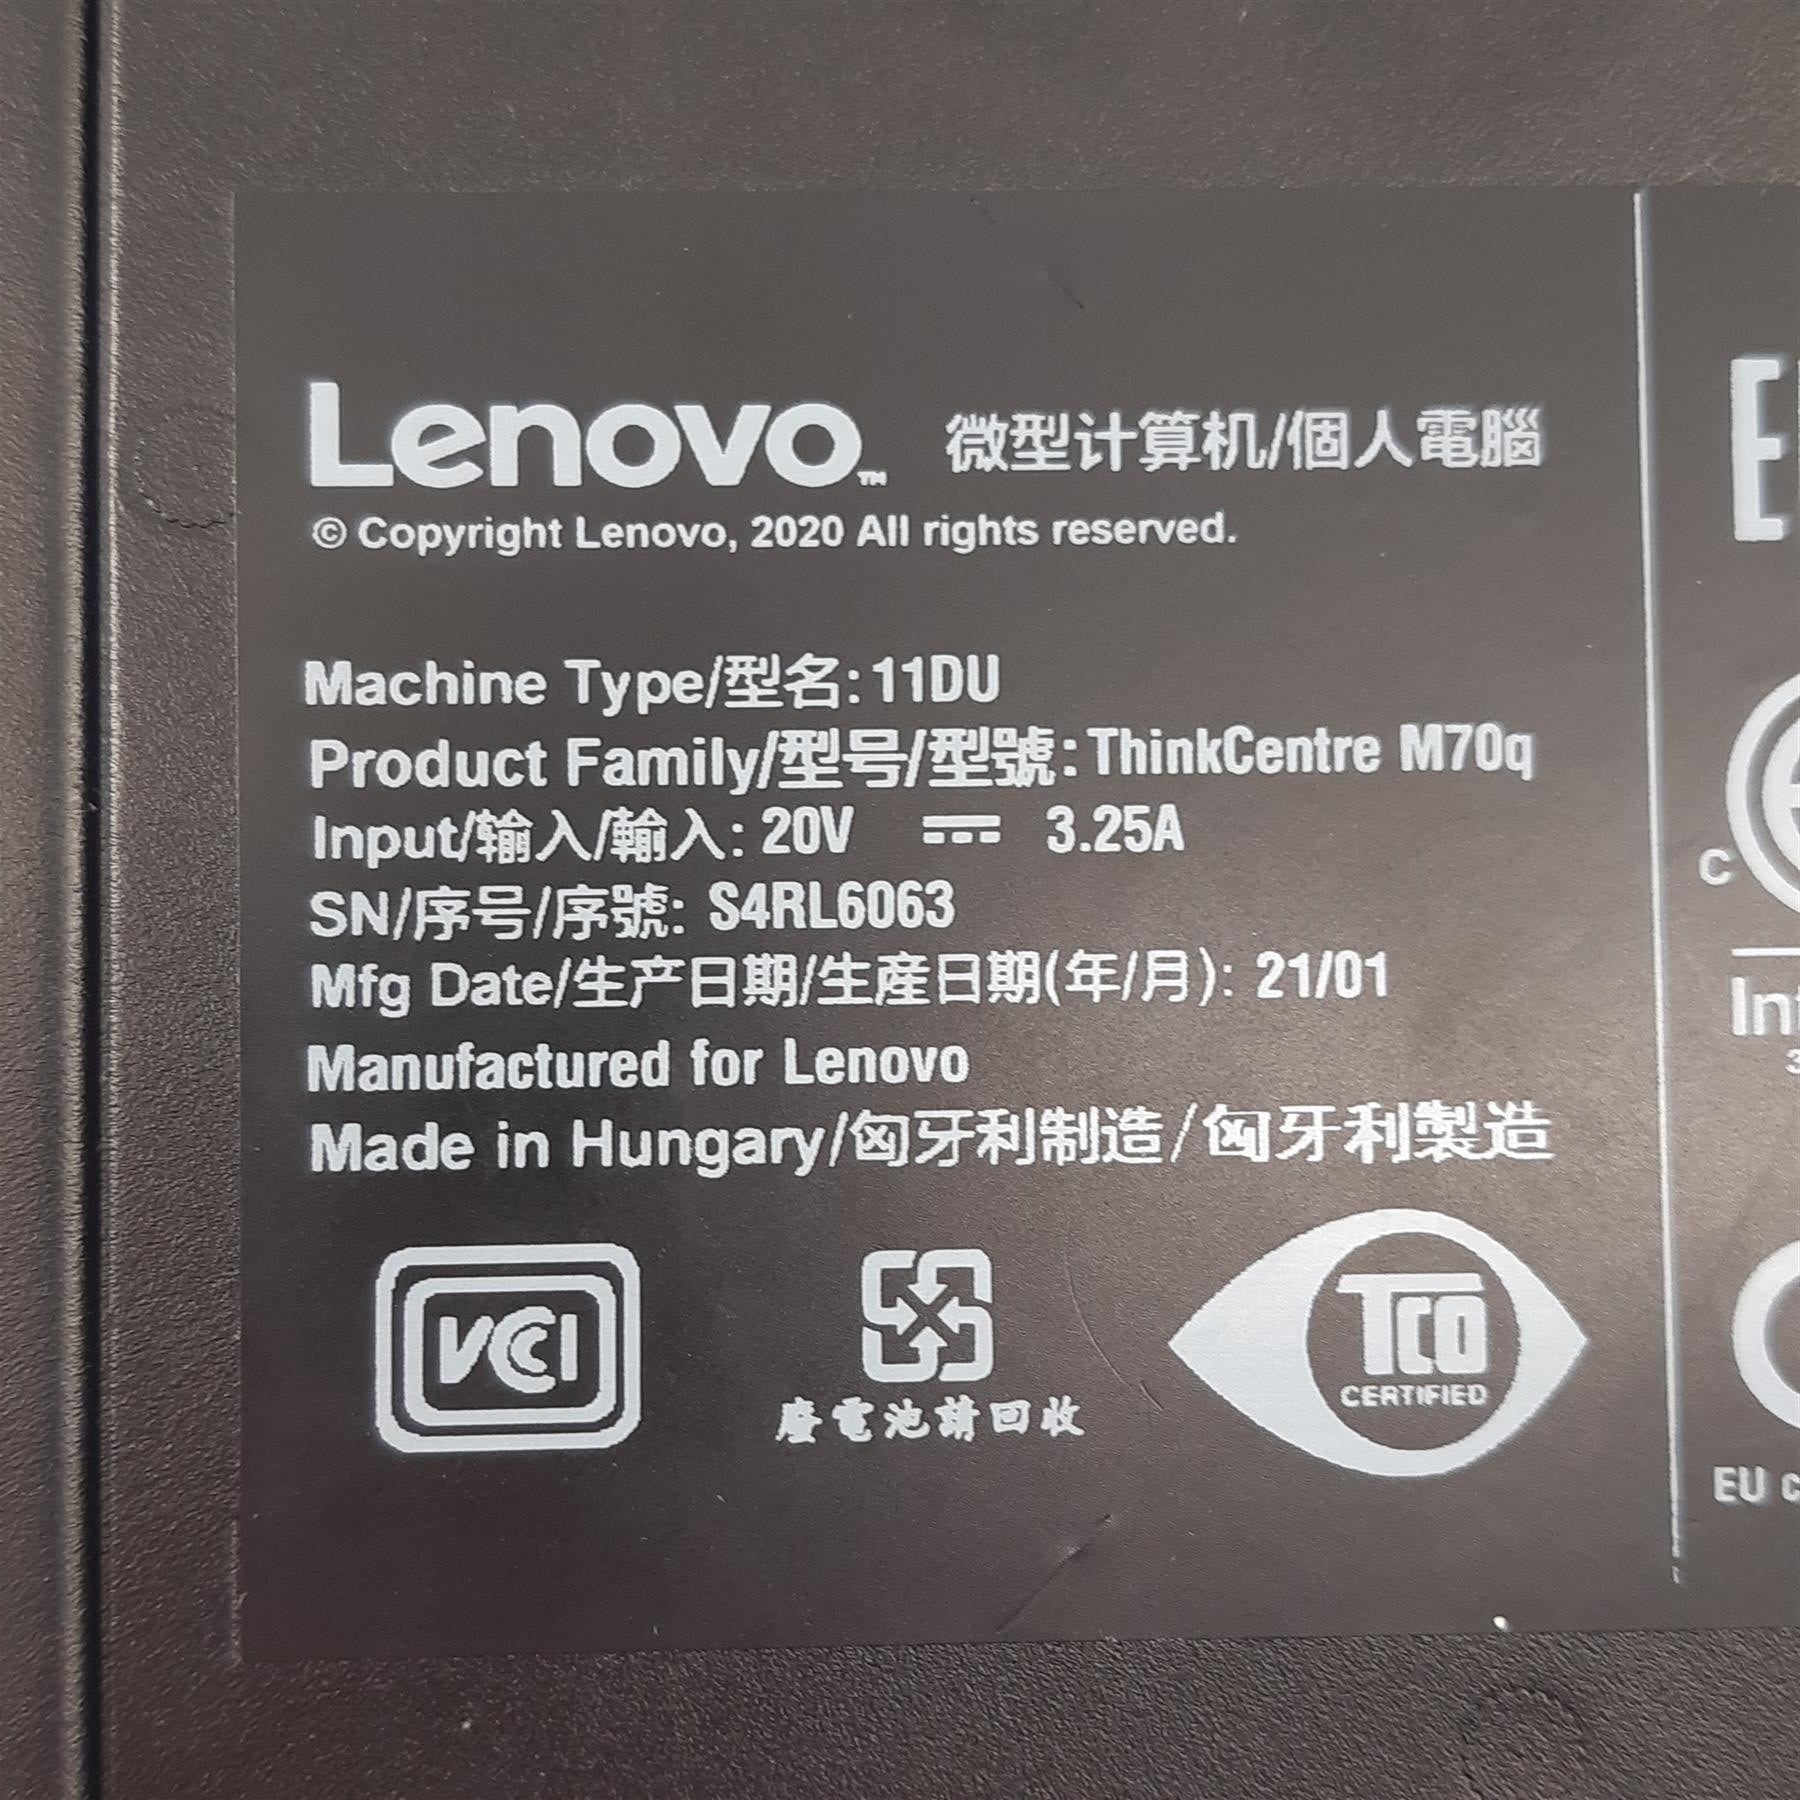 Lenovo™ 微型计算机/個人電腦
© Copyright Lenovo, 2020 All rights reserved.
Machine Type/型名: 11DU
Product Family/型号/型號: ThinkCentre M70q
Input/输入/輸入: 20V ⎓ 3.25A
SN/序号/序號: S4RL6063
Mfg Date/生产日期/生産日期(年/月): 21/01
Manufactured for Lenovo
Made in Hungary/匈牙利制造/匈牙利製造
VCCI
廢電池請回收
TCO
CERTIFIED
C
EU